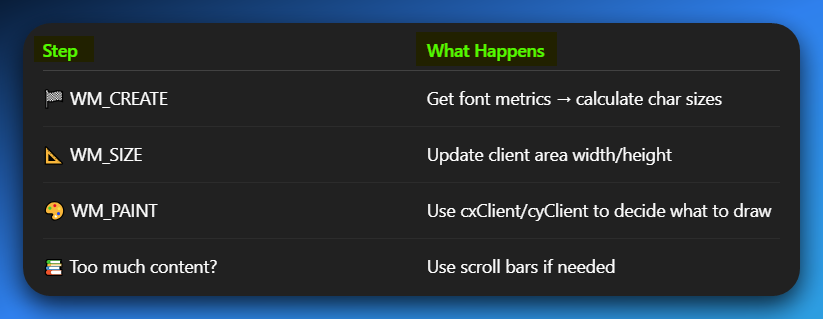 Step What Happens
🏁 WM_CREATE Get font metrics → calculate char sizes
📐 WM_SIZE Update client area width/height
🎨 WM_PAINT Use cxClient/cyClient to decide what to draw
📚 Too much content? Use scroll bars if needed